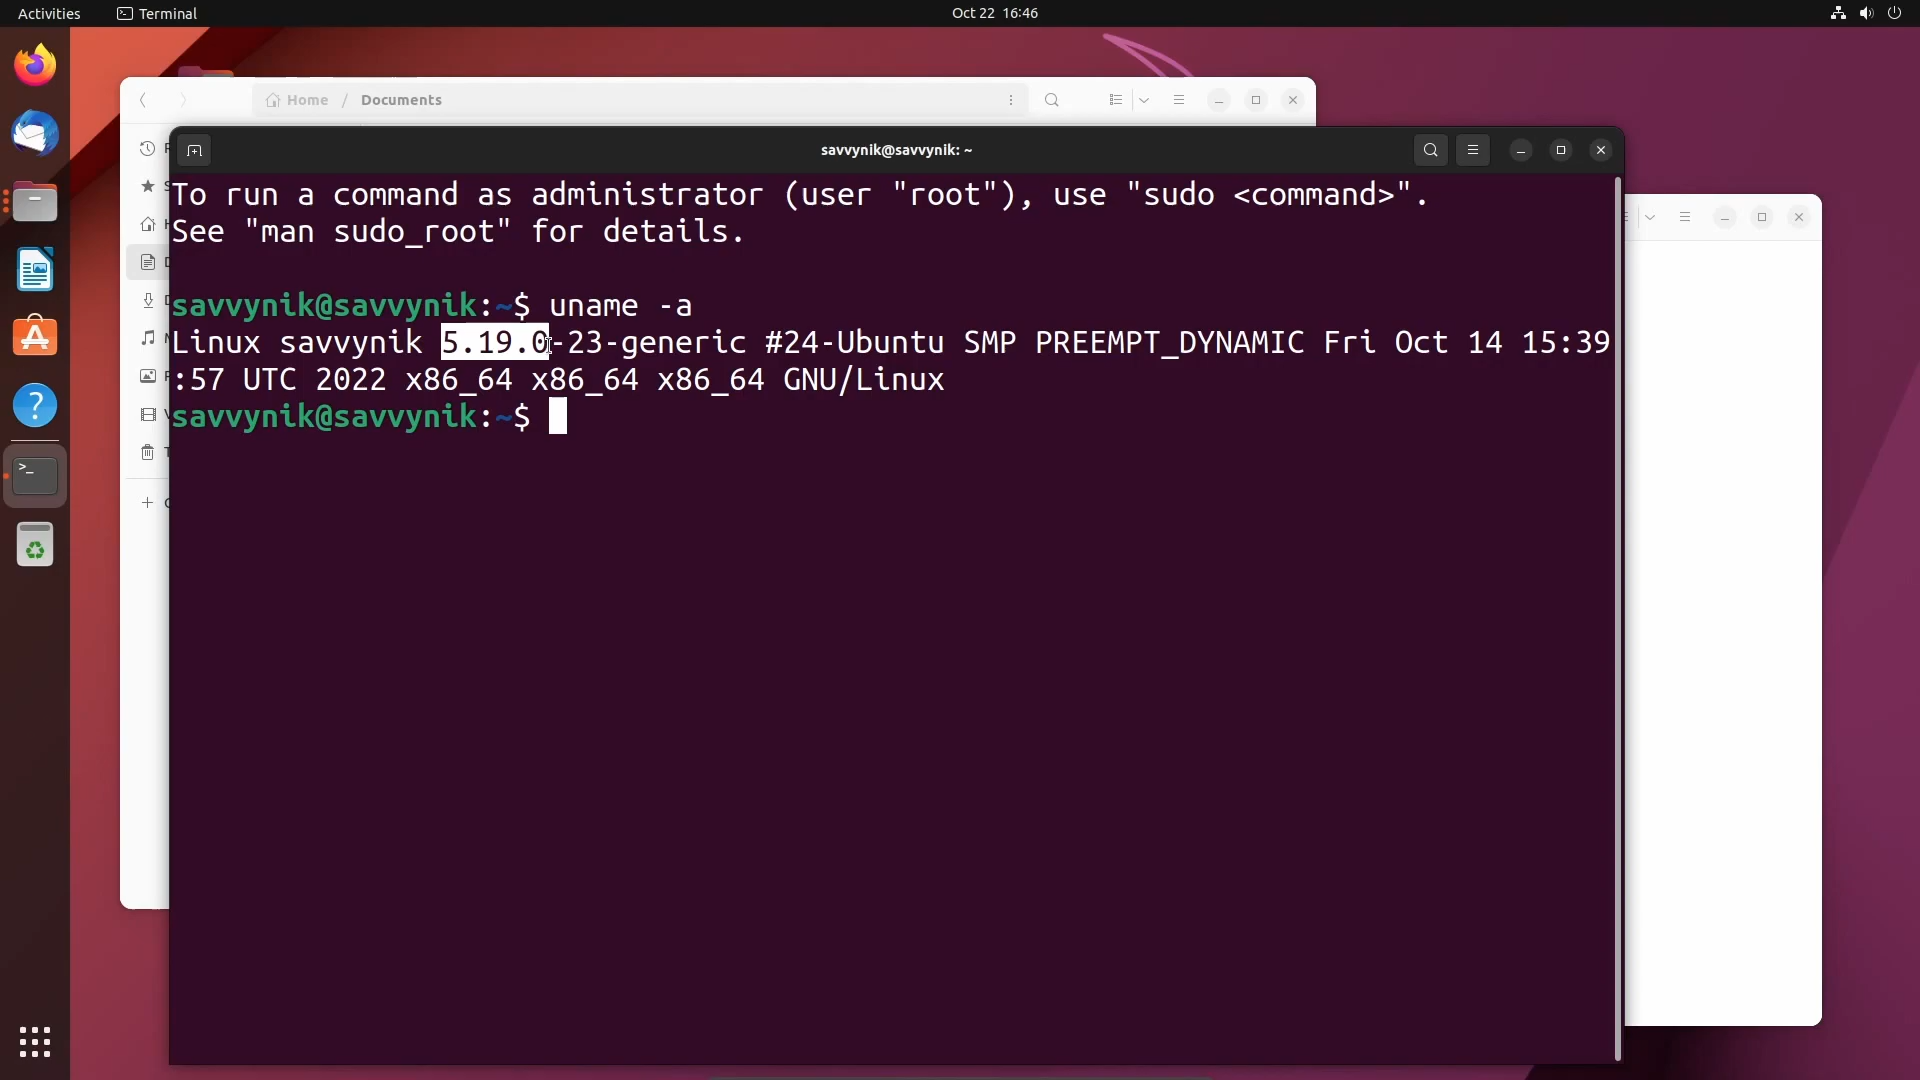 Activities Terminal Oct 22 16:46
Home / Documents
savvynik@savvynik: ~
To run a command as administrator (user "root"), use "sudo <command>".
See "man sudo_root" for details.
savvynik@savvynik:~$ uname -a
Linux savvynik 5.19.0-23-generic #24-Ubuntu SMP PREEMPT_DYNAMIC Fri Oct 14 15:39
:57 UTC 2022 x86_64 x86_64 x86_64 GNU/Linux
savvynik@savvynik:~$